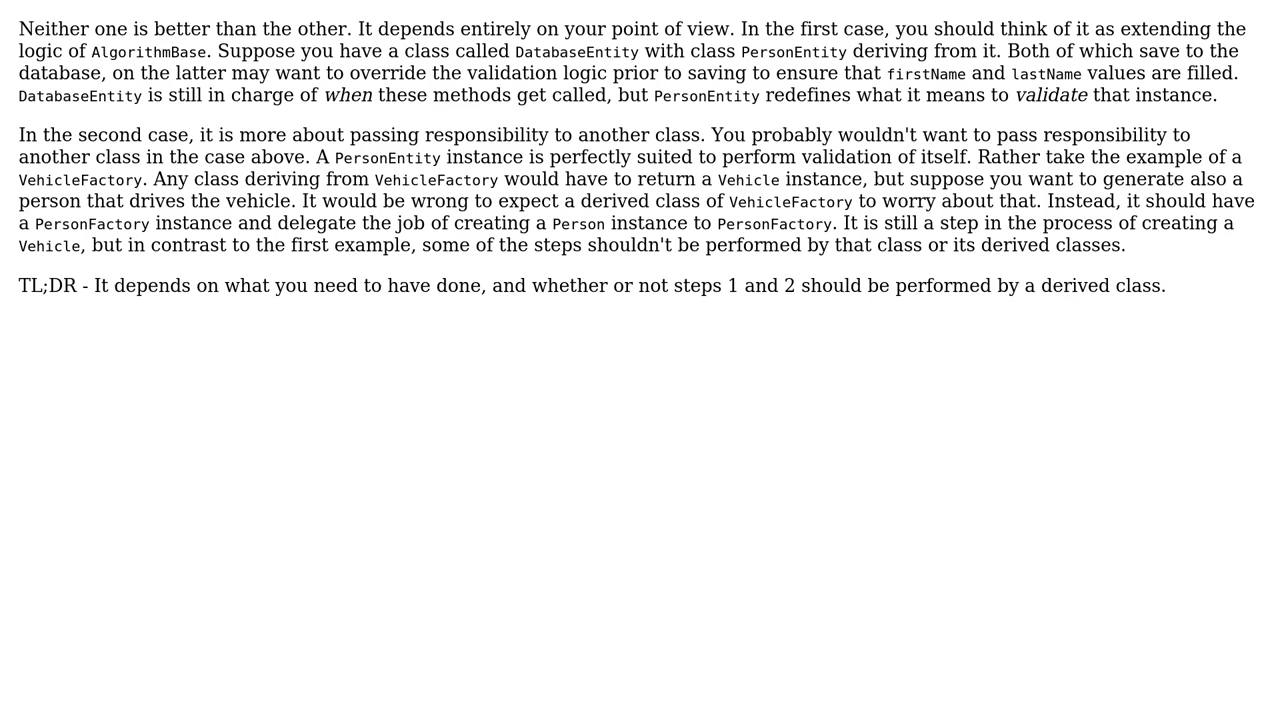 Neither one is better than the other. It depends entirely on your point of view. In the first case, you should think of it as extending the
logic of AlgorithmBase. Suppose you have a class called DatabaseEntity with class PersonEntity deriving from it. Both of which save to the
database, on the latter may want to override the validation logic prior to saving to ensure that firstName and lastName values are filled.
DatabaseEntity is still in charge of when these methods get called, but PersonEntity redefines what it means to validate that instance.
In the second case, it is more about passing responsibility to another class. You probably wouldn't want to pass responsibility to
another class in the case above. A PersonEntity instance is perfectly suited to perform validation of itself. Rather take the example of a
VehicleFactory. Any class deriving from VehicleFactory would have to return a Vehicle instance, but suppose you want to generate also a
person that drives the vehicle. It would be wrong to expect a derived class of VehicleFactory to worry about that. Instead, it should have
a PersonFactory instance and delegate the job of creating a Person instance to PersonFactory. It is still a step in the process of creating a
Vehicle, but in contrast to the first example, some of the steps shouldn't be performed by that class or its derived classes.
TL;DR - It depends on what you need to have done, and whether or not steps 1 and 2 should be performed by a derived class.